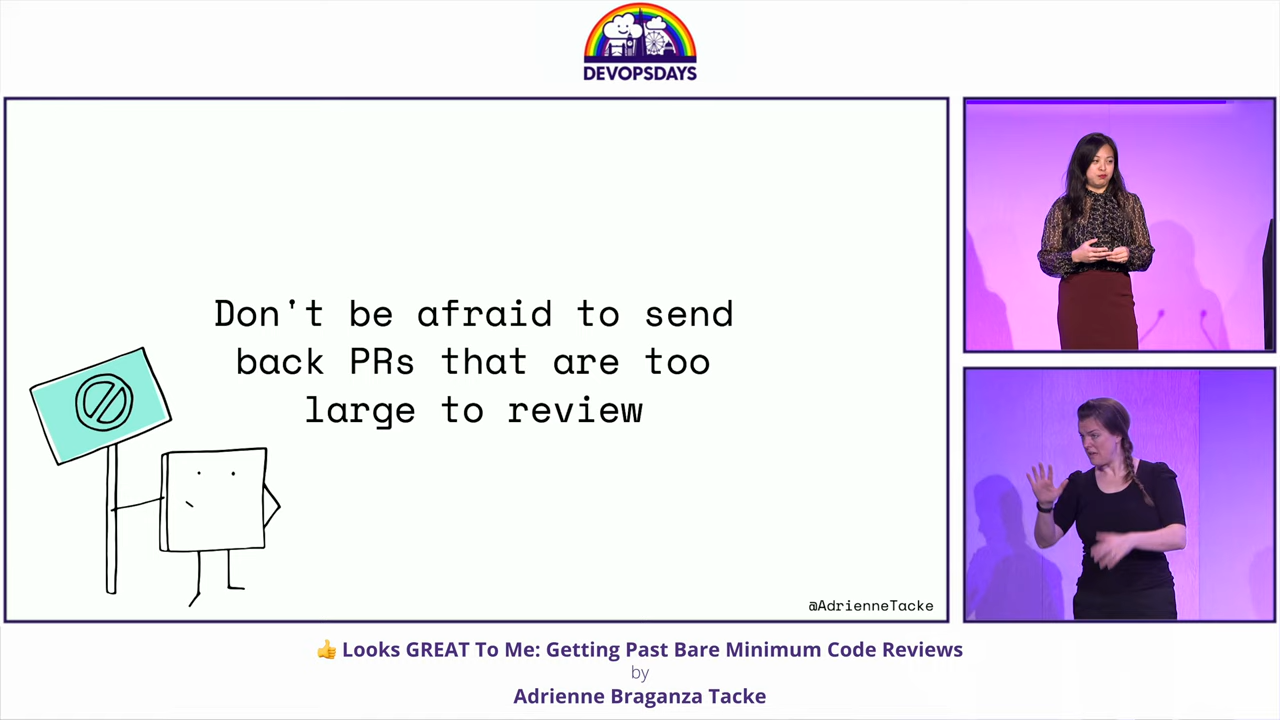 DEVOPSDAYS
Don't be afraid to send
back PRs that are too
large to review
@AdrienneTacke
👍 Looks GREAT To Me: Getting Past Bare Minimum Code Reviews
by
Adrienne Braganza Tacke